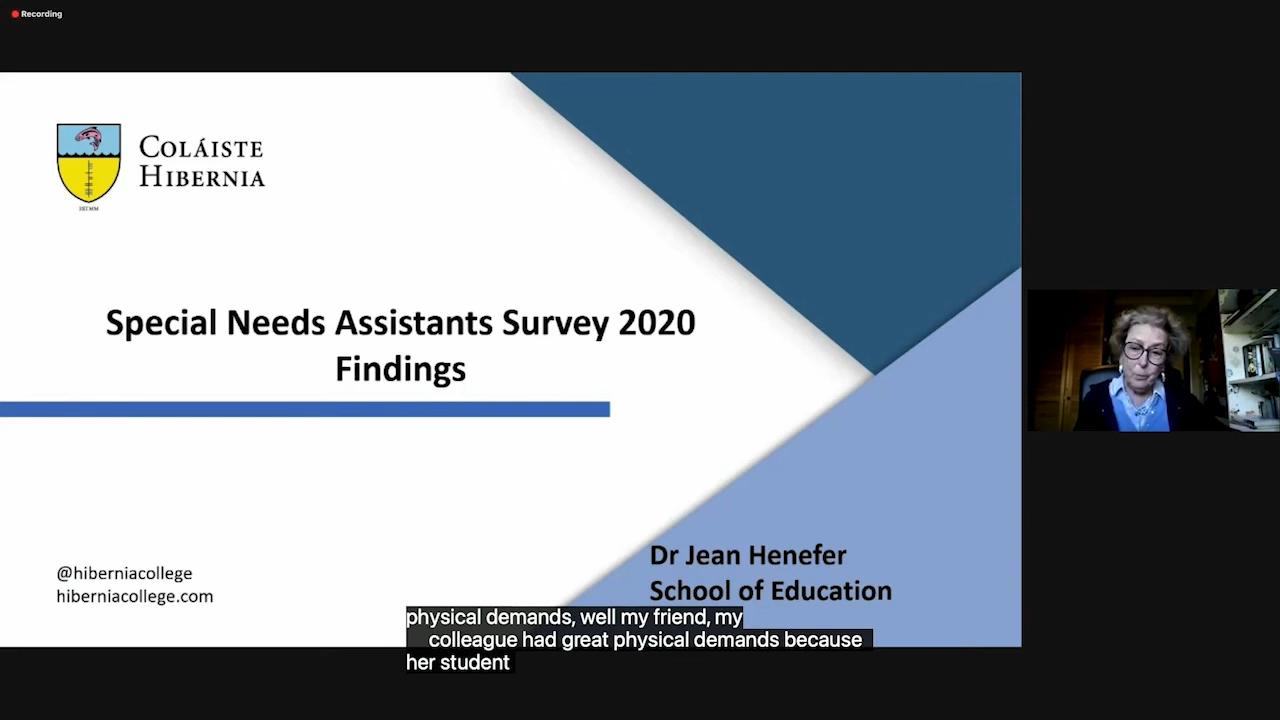 Recording
COLÁISTE
HIBERNIA
Special Needs Assistants Survey 2020
Findings
@hiberniacollege
hiberniacollege.com
Dr Jean Henefer
School of Education
physical demands, well my friend, my
colleague had great physical demands because
her student